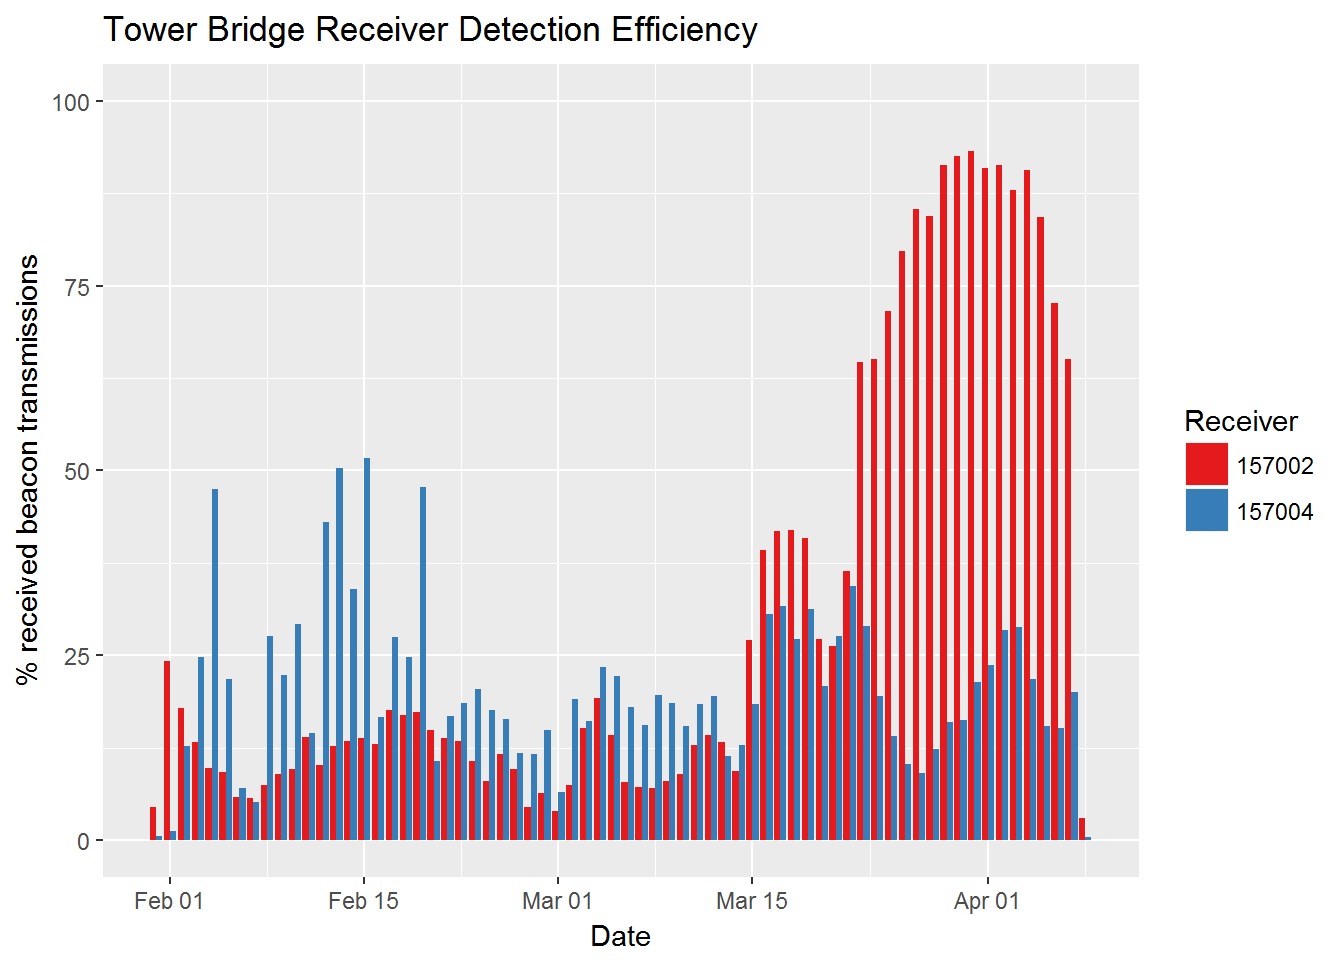 Tower Bridge Receiver Detection Efficiency
% received beacon transmissions
100
75
50
25
0
Feb 01
Feb 15
Mar 01
Mar 15
Apr 01
Date
Receiver
157002
157004